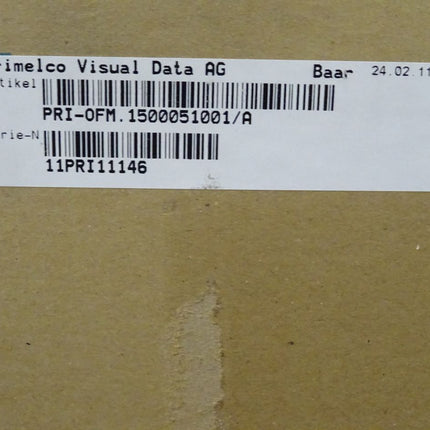 rimelco Visual Data AG Baar 24.02.11
tikel
PRI-OFM.1500051001/A
rie-N
11PRI11146